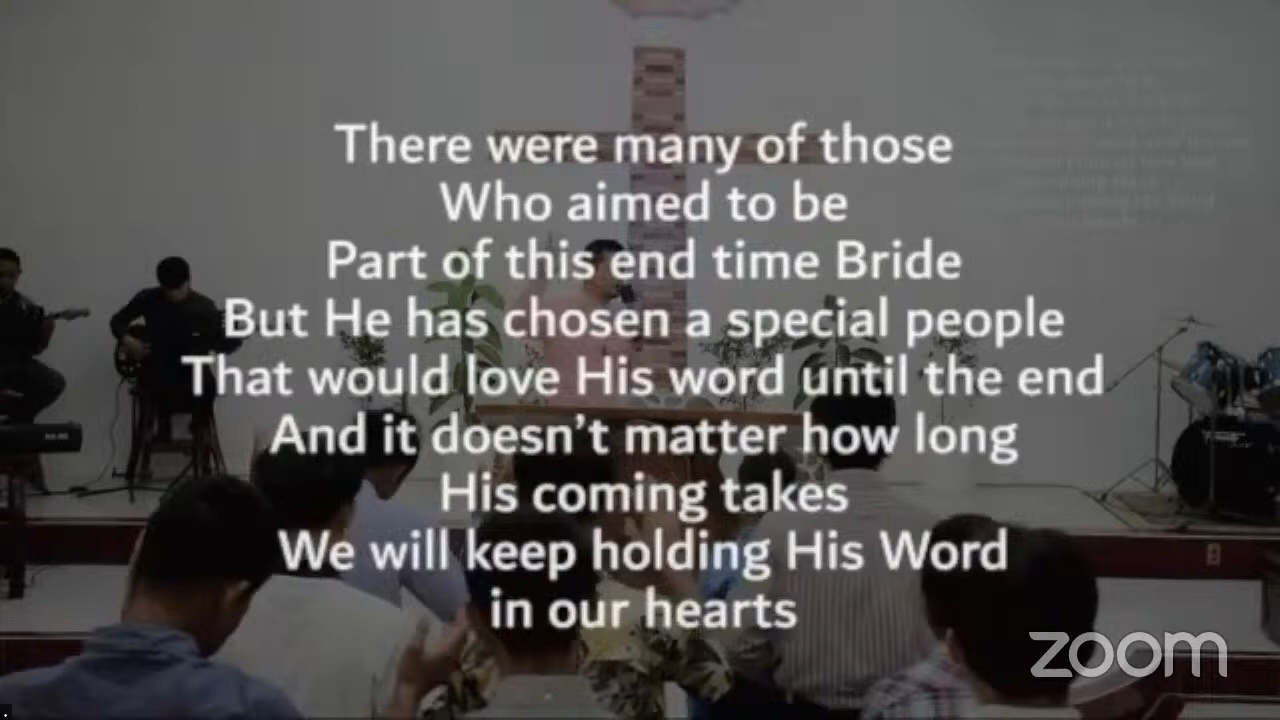 There were many of those
Who aimed to be
Part of this end time Bride
But He has chosen a special people
That would love His word until the end
And it doesn’t matter how long
His coming takes
We will keep holding His Word
in our hearts
zoom